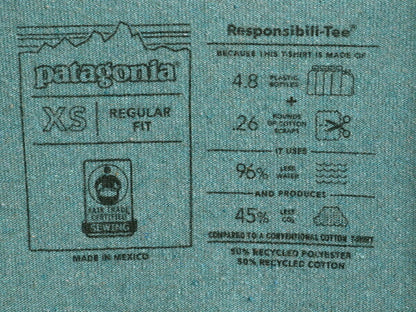 patagonia®
XS
REGULAR
FIT
FAIR TRADE
CERTIFIED
SEWING
MADE IN MEXICO
Responsibili-Tee®
BECAUSE THIS T-SHIRT IS MADE OF
4.8 PLASTIC
BOTTLES
+
.26 POUNDS
OF COTTON
SCRAPS
IT USES
96% LESS
WATER
AND PRODUCES
45% LESS
CO₂
COMPARED TO A CONVENTIONAL COTTON T-SHIRT
50% RECYCLED POLYESTER
50% RECYCLED COTTON